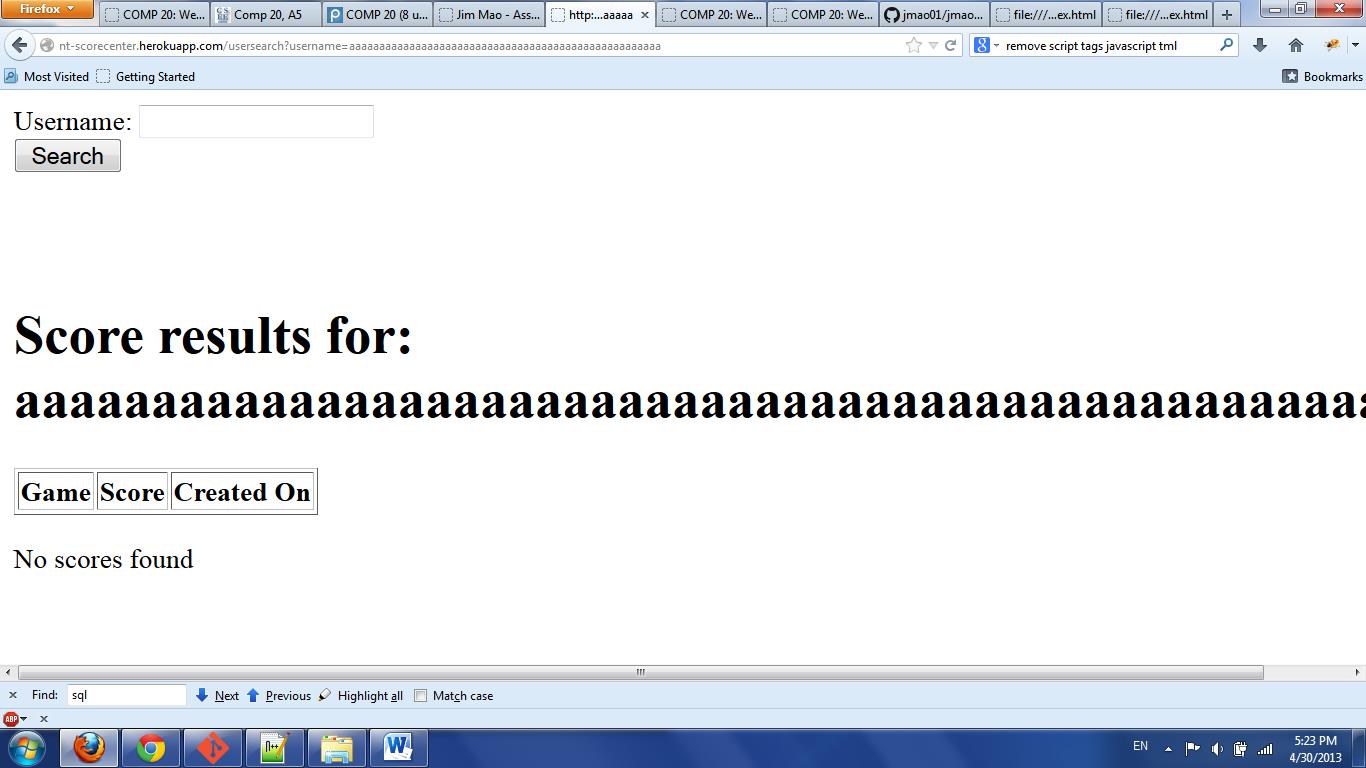 Firefox
COMP 20: We...
Comp 20, A5
COMP 20 (8 u...
Jim Mao - Ass...
http:...aaaaa
COMP 20: We...
COMP 20: We...
jmao01/jmao...
file:///...ex.html
file:///...ex.html
nt-scorecenter.herokuapp.com/usersearch?username=aaaaaaaaaaaaaaaaaaaaaaaaaaaaaaaaaaaaaaaaaaaaaaaaaaaa
remove script tags javascript tml
Most Visited
Getting Started
Bookmarks
Username:
Search
Score results for:
aaaaaaaaaaaaaaaaaaaaaaaaaaaaaaaaaaaaaaaaaaaaaaaaaa
Game Score Created On
No scores found
Find: sql Next Previous Highlight all Match case
ABP
EN
5:23 PM
4/30/2013